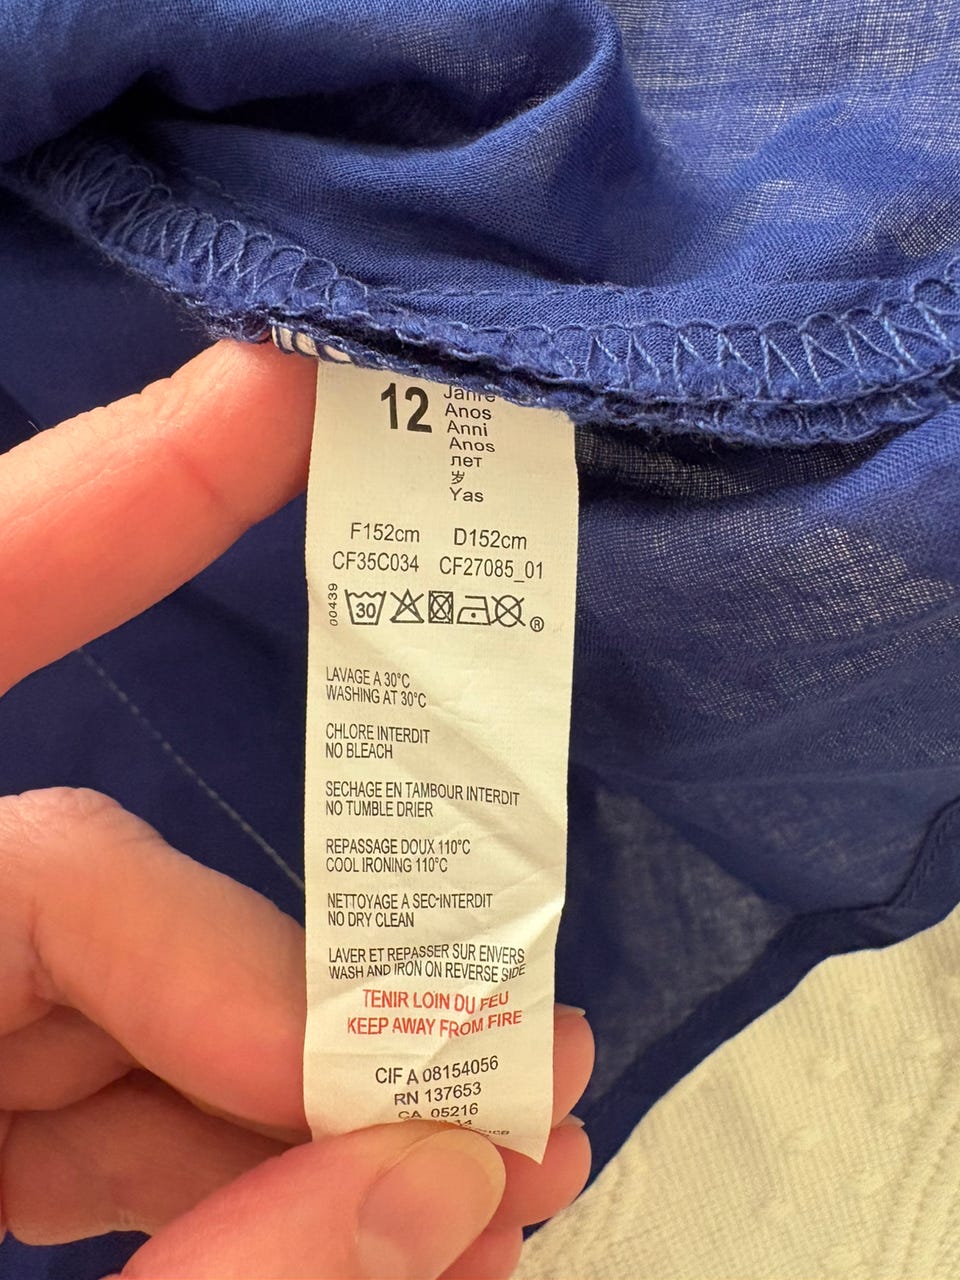 12
Jahre
Anos
Anni
Anos
лет
岁
Yas
F152cm D152cm
CF35C034 CF27085_01
00439
30
®
LAVAGE A 30°C
WASHING AT 30°C
CHLORE INTERDIT
NO BLEACH
SECHAGE EN TAMBOUR INTERDIT
NO TUMBLE DRIER
REPASSAGE DOUX 110°C
COOL IRONING 110°C
NETTOYAGE A SEC INTERDIT
NO DRY CLEAN
LAVER ET REPASSER SUR ENVERS
WASH AND IRON ON REVERSE SIDE
TENIR LOIN DU FEU
KEEP AWAY FROM FIRE
CIF A 08154056
RN 137653
CA 05216